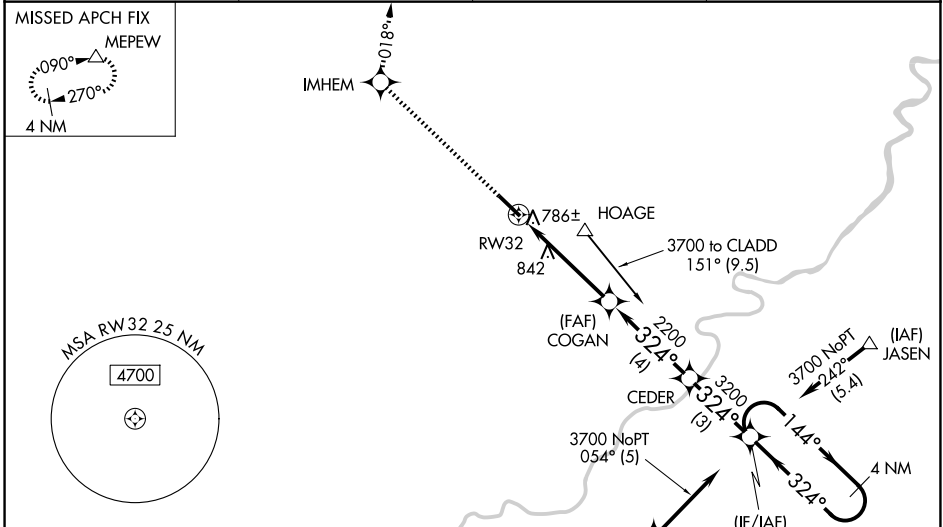 MISSED APCH FIX
MEPEW
090°
270°
4 NM
018°
IMHEM
786±
HOAGE
RW32
842
3700 to CLADD
151° (9.5)
(FAF)
COGAN
2200
324°
(4)
MSA RW32 25 NM
4700
(IAF)
JASEN
3700 NoPT
242°
(5.4)
CEDER
3200
324°
(3)
144°
3700 NoPT
054° (5)
4 NM
324°
(IF/IAF)